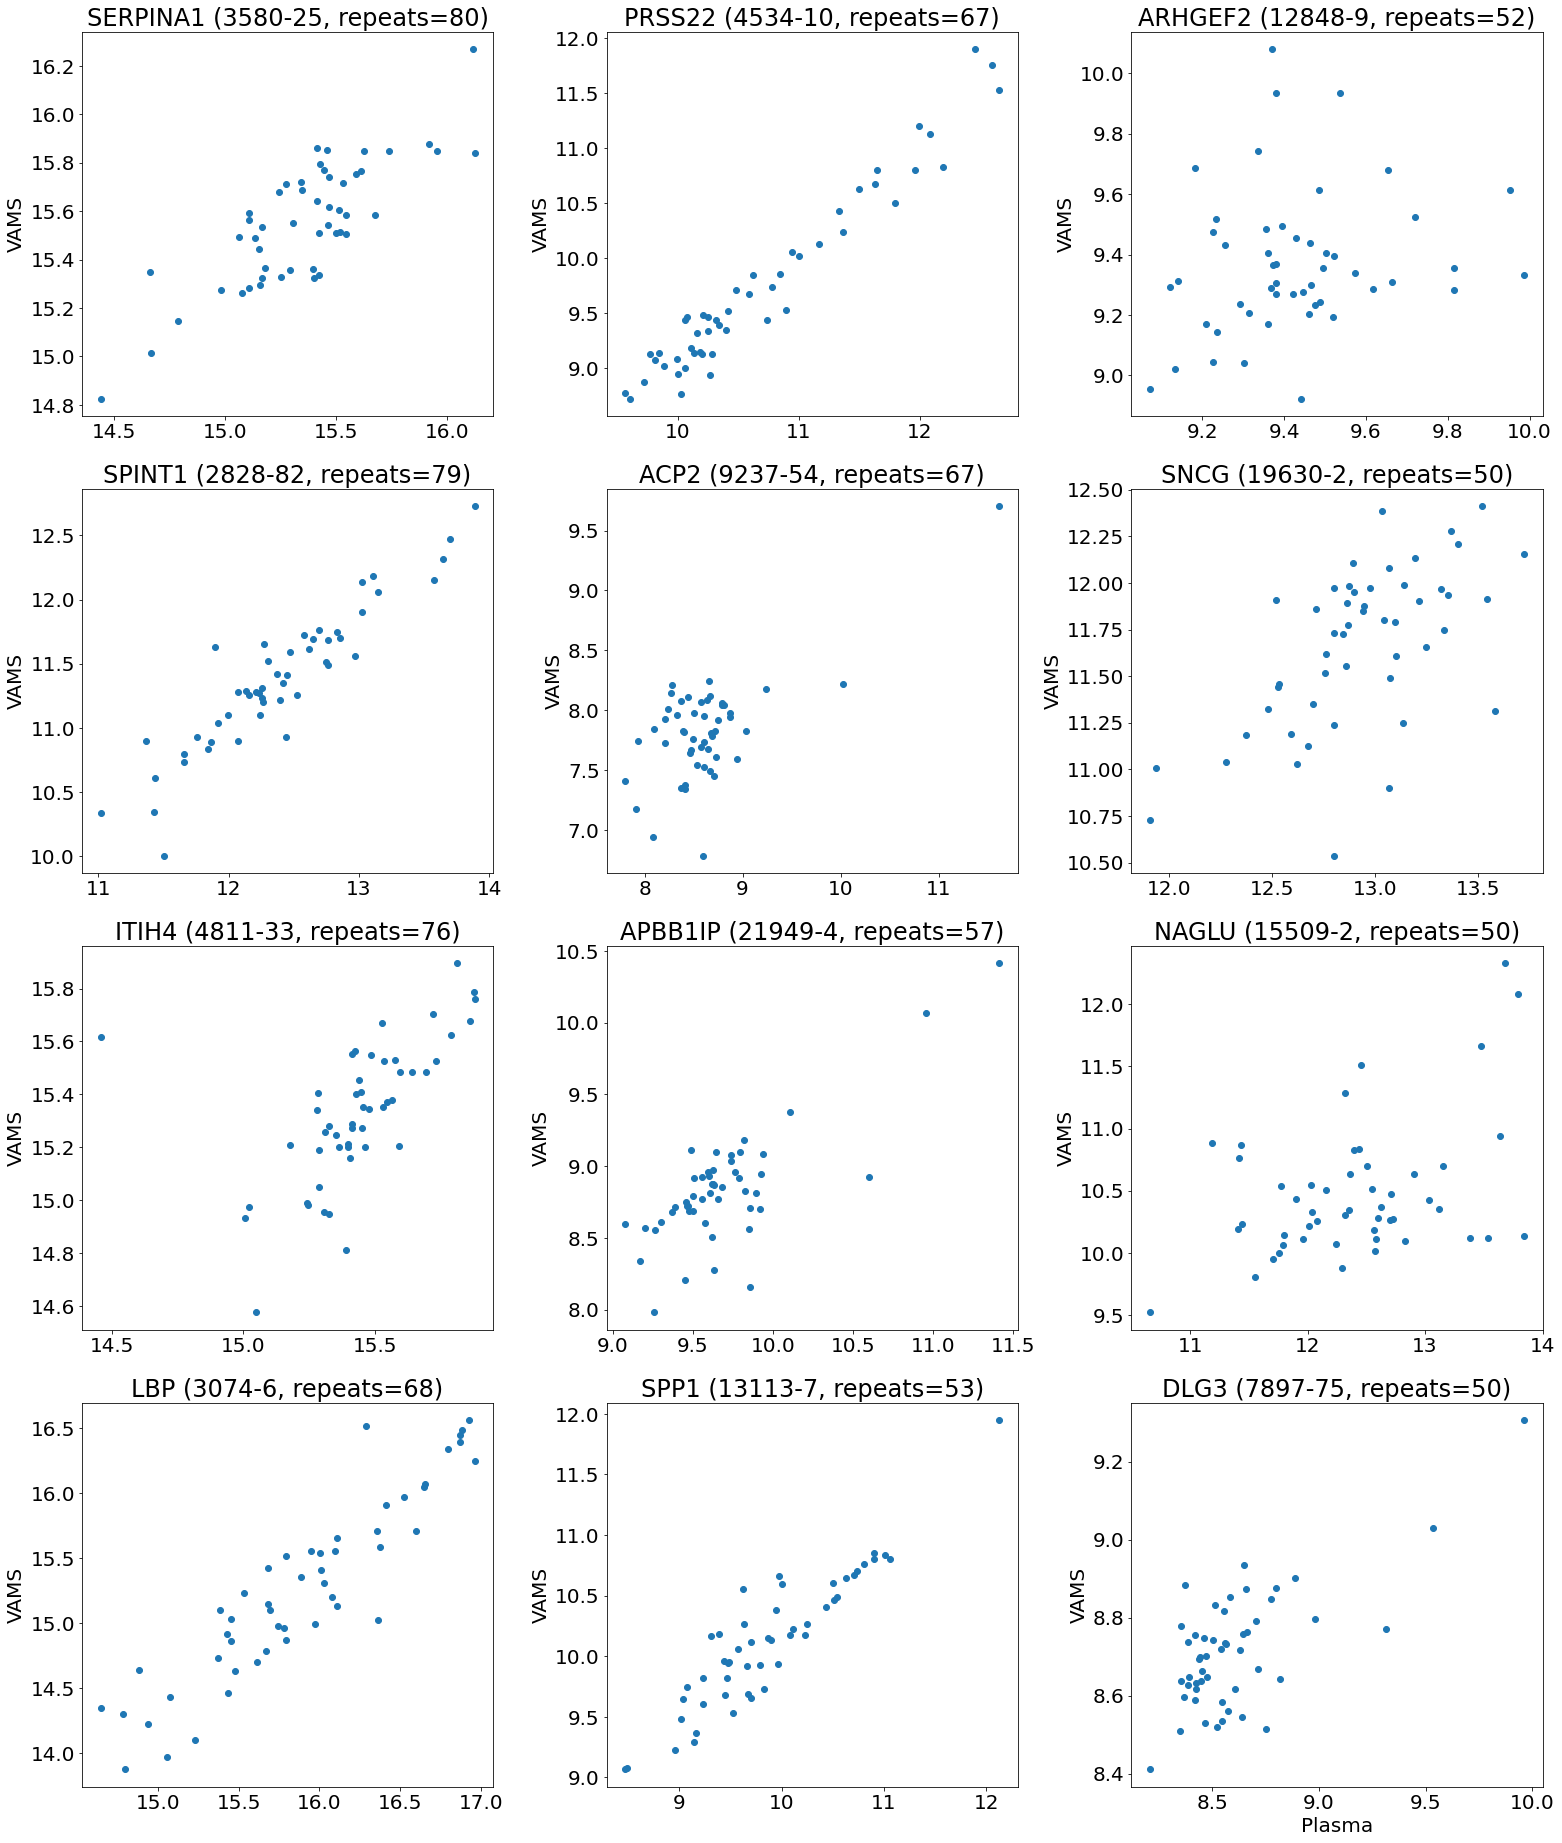 SERPINA1 (3580-25, repeats=80)
PRSS22 (4534-10, repeats=67)
ARHGEF2 (12848-9, repeats=52)
VAMS
16.2
16.0
15.8
15.6
15.4
15.2
15.0
14.8
14.5 15.0 15.5 16.0
VAMS
12.0
11.5
11.0
10.5
10.0
9.5
9.0
10 11 12
VAMS
10.0
9.8
9.6
9.4
9.2
9.0
9.2 9.4 9.6 9.8 10.0
SPINT1 (2828-82, repeats=79)
ACP2 (9237-54, repeats=67)
SNCG (19630-2, repeats=50)
VAMS
12.5
12.0
11.5
11.0
10.5
10.0
11 12 13 14
VAMS
9.5
9.0
8.5
8.0
7.5
7.0
8 9 10 11
VAMS
12.50
12.25
12.00
11.75
11.50
11.25
11.00
10.75
10.50
12.0 12.5 13.0 13.5
ITIH4 (4811-33, repeats=76)
APBB1IP (21949-4, repeats=57)
NAGLU (15509-2, repeats=50)
VAMS
15.8
15.6
15.4
15.2
15.0
14.8
14.6
14.5 15.0 15.5
VAMS
10.5
10.0
9.5
9.0
8.5
8.0
9.0 9.5 10.0 10.5 11.0 11.5
VAMS
12.0
11.5
11.0
10.5
10.0
9.5
11 12 13 14
LBP (3074-6, repeats=68)
SPP1 (13113-7, repeats=53)
DLG3 (7897-75, repeats=50)
VAMS
16.5
16.0
15.5
15.0
14.5
14.0
15.0 15.5 16.0 16.5 17.0
VAMS
12.0
11.5
11.0
10.5
10.0
9.5
9.0
9 10 11 12
VAMS
9.2
9.0
8.8
8.6
8.4
8.5 9.0 9.5 10.0
Plasma